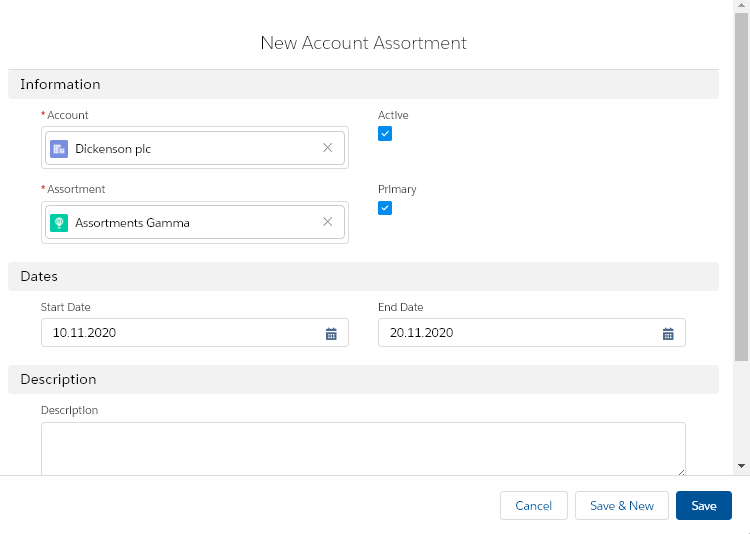 New Account Assortment
Information
* Account
Active
Dickenson plc
* Assortment
Primary
Assortments Gamma
Dates
Start Date
End Date
10.11.2020
20.11.2020
Description
Description
Cancel
Save & New
Save